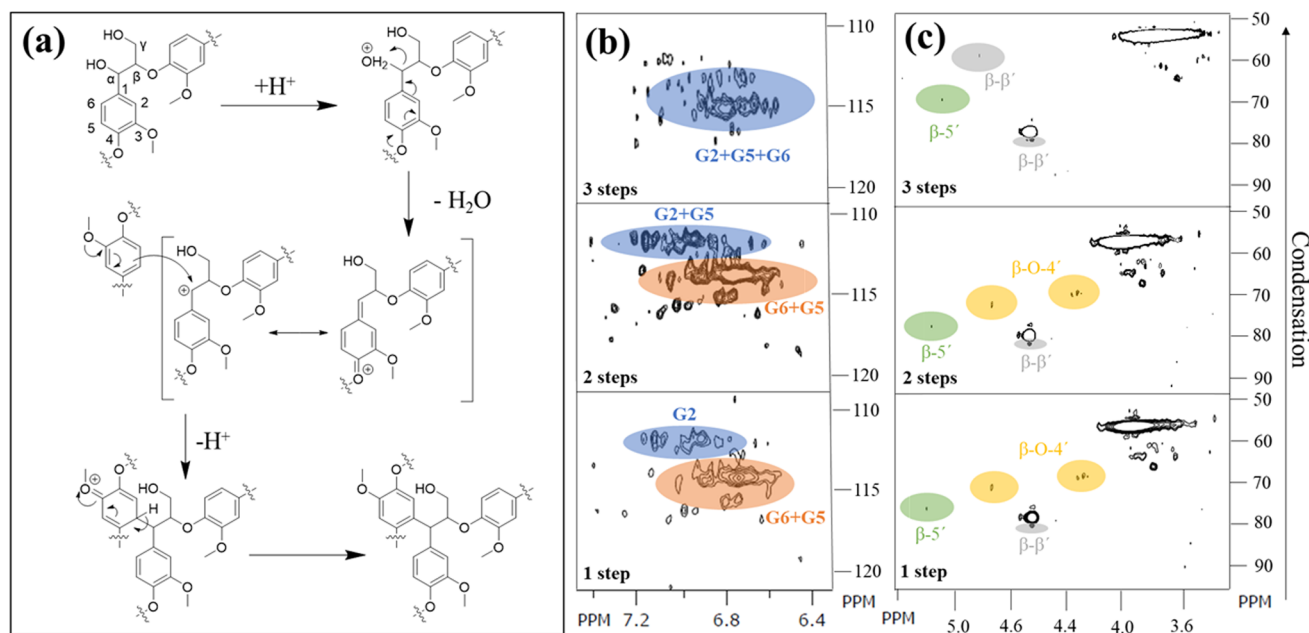 (a)
HO
γ
HO
α
β
O
1
6
2
5
3
4
O
O
+H⁺
HO
⊕
OH₂
O
O
O
O
- H₂O
O
O
HO
⊕
O
O
O
O
HO
O
O
O
O
⊕
-H⁺
O
⊕
O
H
HO
O
O
O
O
O
O
HO
O
O
O
O
(b)
G2+G5+G6
3 steps
110
115
120
G2+G5
G6+G5
2 steps
110
115
120
G2
G6+G5
1 step
110
115
120
PPM
PPM
7.2
6.8
6.4
(c)
β-β´
β-5´
β-β´
3 steps
50
60
70
80
90
β-O-4´
β-5´
β-β´
2 steps
50
60
70
80
90
β-O-4´
β-5´
β-β´
1 step
50
60
70
80
90
PPM
PPM
5.0
4.6
4.4
4.0
3.6
Condensation